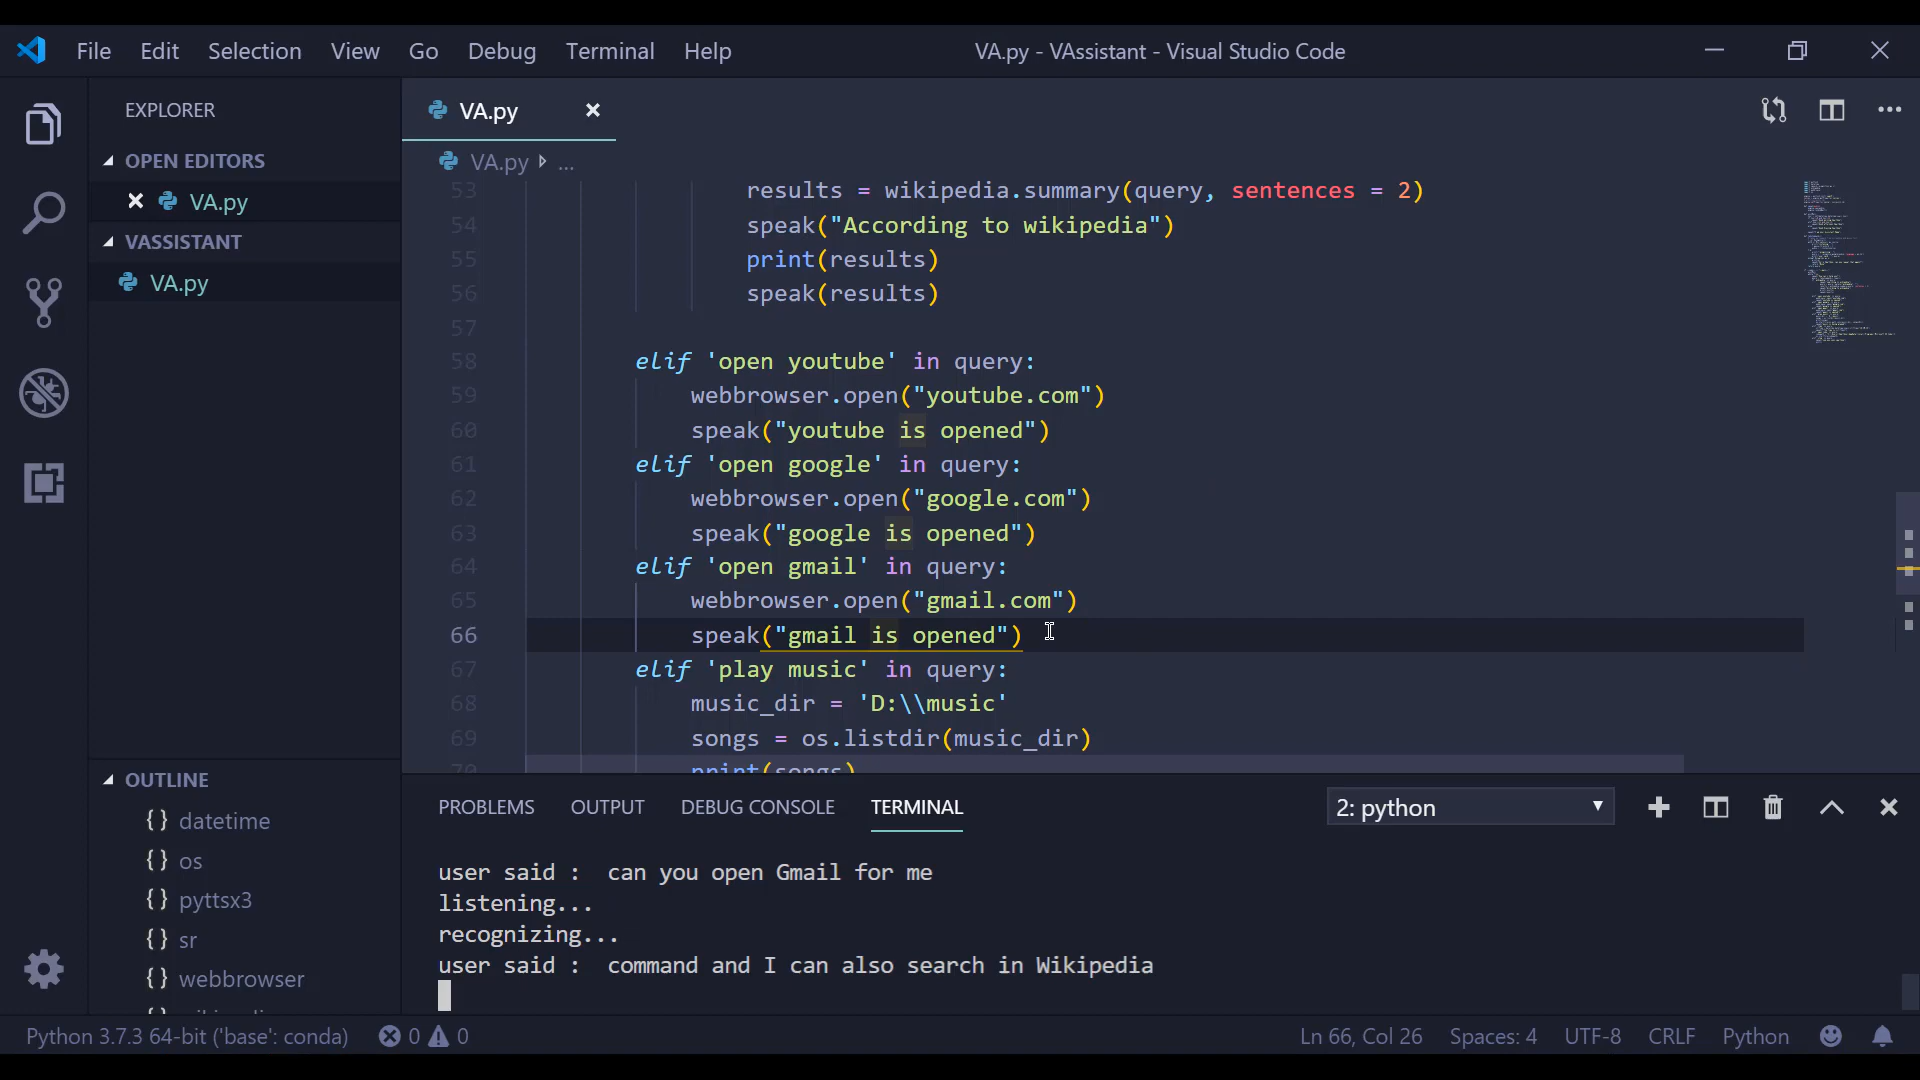 File Edit Selection View Go Debug Terminal Help VA.py - VAssistant - Visual Studio Code
EXPLORER
OPEN EDITORS
VA.py
VASSISTANT
VA.py
OUTLINE
datetime
os
pyttsx3
sr
webbrowser
VA.py
VA.py ...
53 results = wikipedia.summary(query, sentences = 2)
54 speak("According to wikipedia")
55 print(results)
56 speak(results)
57
58 elif 'open youtube' in query:
59 webbrowser.open("youtube.com")
60 speak("youtube is opened")
61 elif 'open google' in query:
62 webbrowser.open("google.com")
63 speak("google is opened")
64 elif 'open gmail' in query:
65 webbrowser.open("gmail.com")
66 speak("gmail is opened")
67 elif 'play music' in query:
68 music_dir = 'D:\\music'
69 songs = os.listdir(music_dir)
70 print(songs)
PROBLEMS OUTPUT DEBUG CONSOLE TERMINAL 2: python
user said :  can you open Gmail for me
listening...
recognizing...
user said :  command and I can also search in Wikipedia
Python 3.7.3 64-bit ('base': conda) 0 0 Ln 66, Col 26 Spaces: 4 UTF-8 CRLF Python